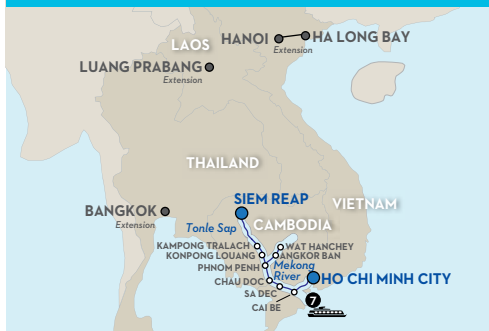 LAOS
HANOI
HA LONG BAY
Extension
LUANG PRABANG
Extension
THAILAND
SIEM REAP
VIETNAM
BANGKOK
Extension
Tonle Sap
CAMBODIA
KAMPONG TRALACH
WAT HANCHEY
KONPONG LOUANG
ANGKOR BAN
PHNOM PENH
Mekong
River
CHAU DOC
HO CHI MINH CITY
SA DEC
CAI BE
7